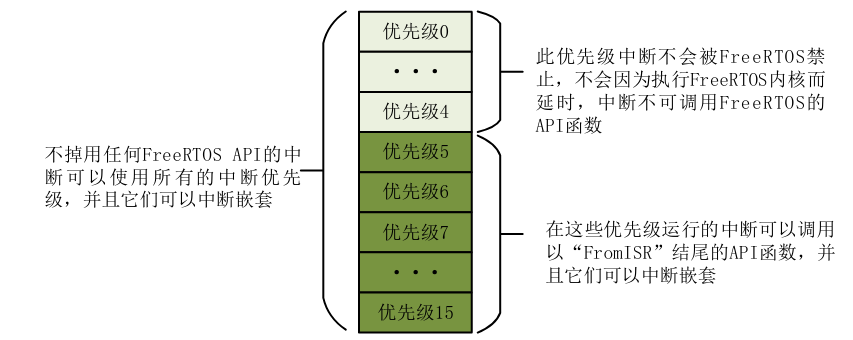 不掉用任何FreeRTOS API的中
断可以使用所有的中断优先
级，并且它们可以中断嵌套
优先级0
···
优先级4
优先级5
优先级6
优先级7
···
优先级15
此优先级中断不会被FreeRTOS禁
止，不会因为执行FreeRTOS内核而
延时，中断不可调用FreeRTOS的
API函数
在这些优先级运行的中断可以调用
以“FromISR”结尾的API函数，并
且它们可以中断嵌套